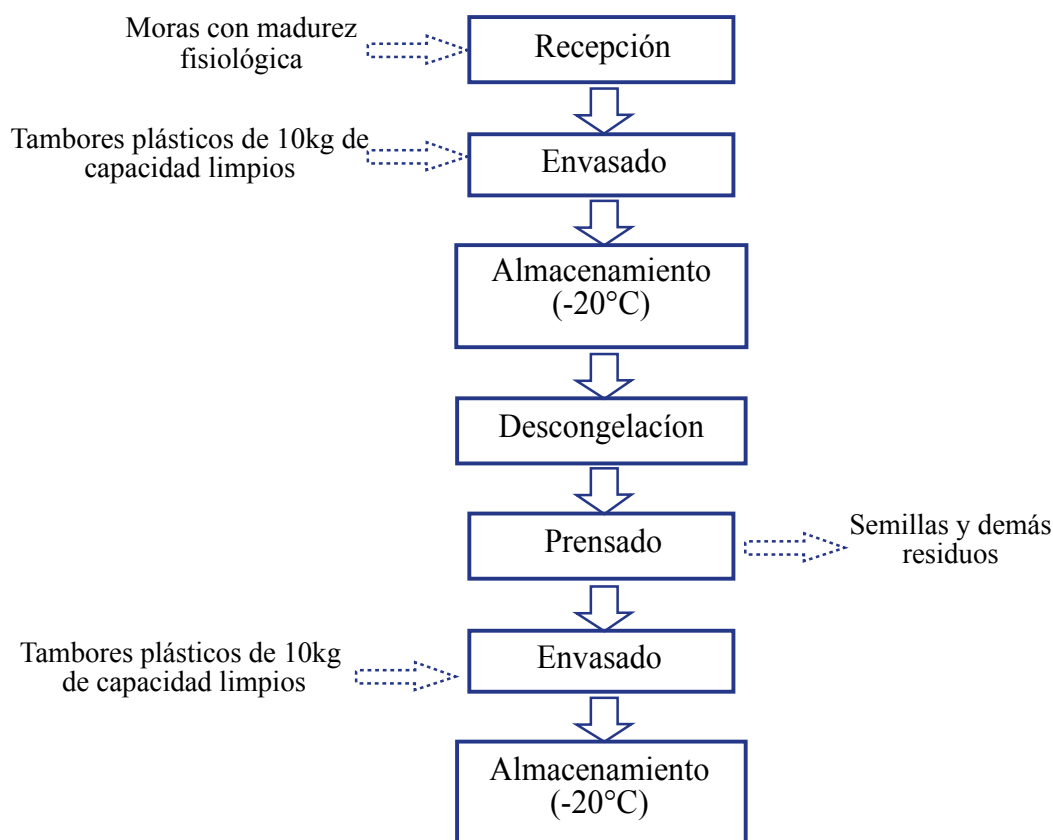 Moras con madurez
fisiológica
Recepción
Tambores plásticos de 10kg de
capacidad limpios
Envasado
Almacenamiento
(-20°C)
Descongelacíon
Prensado
Semillas y demás
residuos
Tambores plásticos de 10kg
de capacidad limpios
Envasado
Almacenamiento
(-20°C)